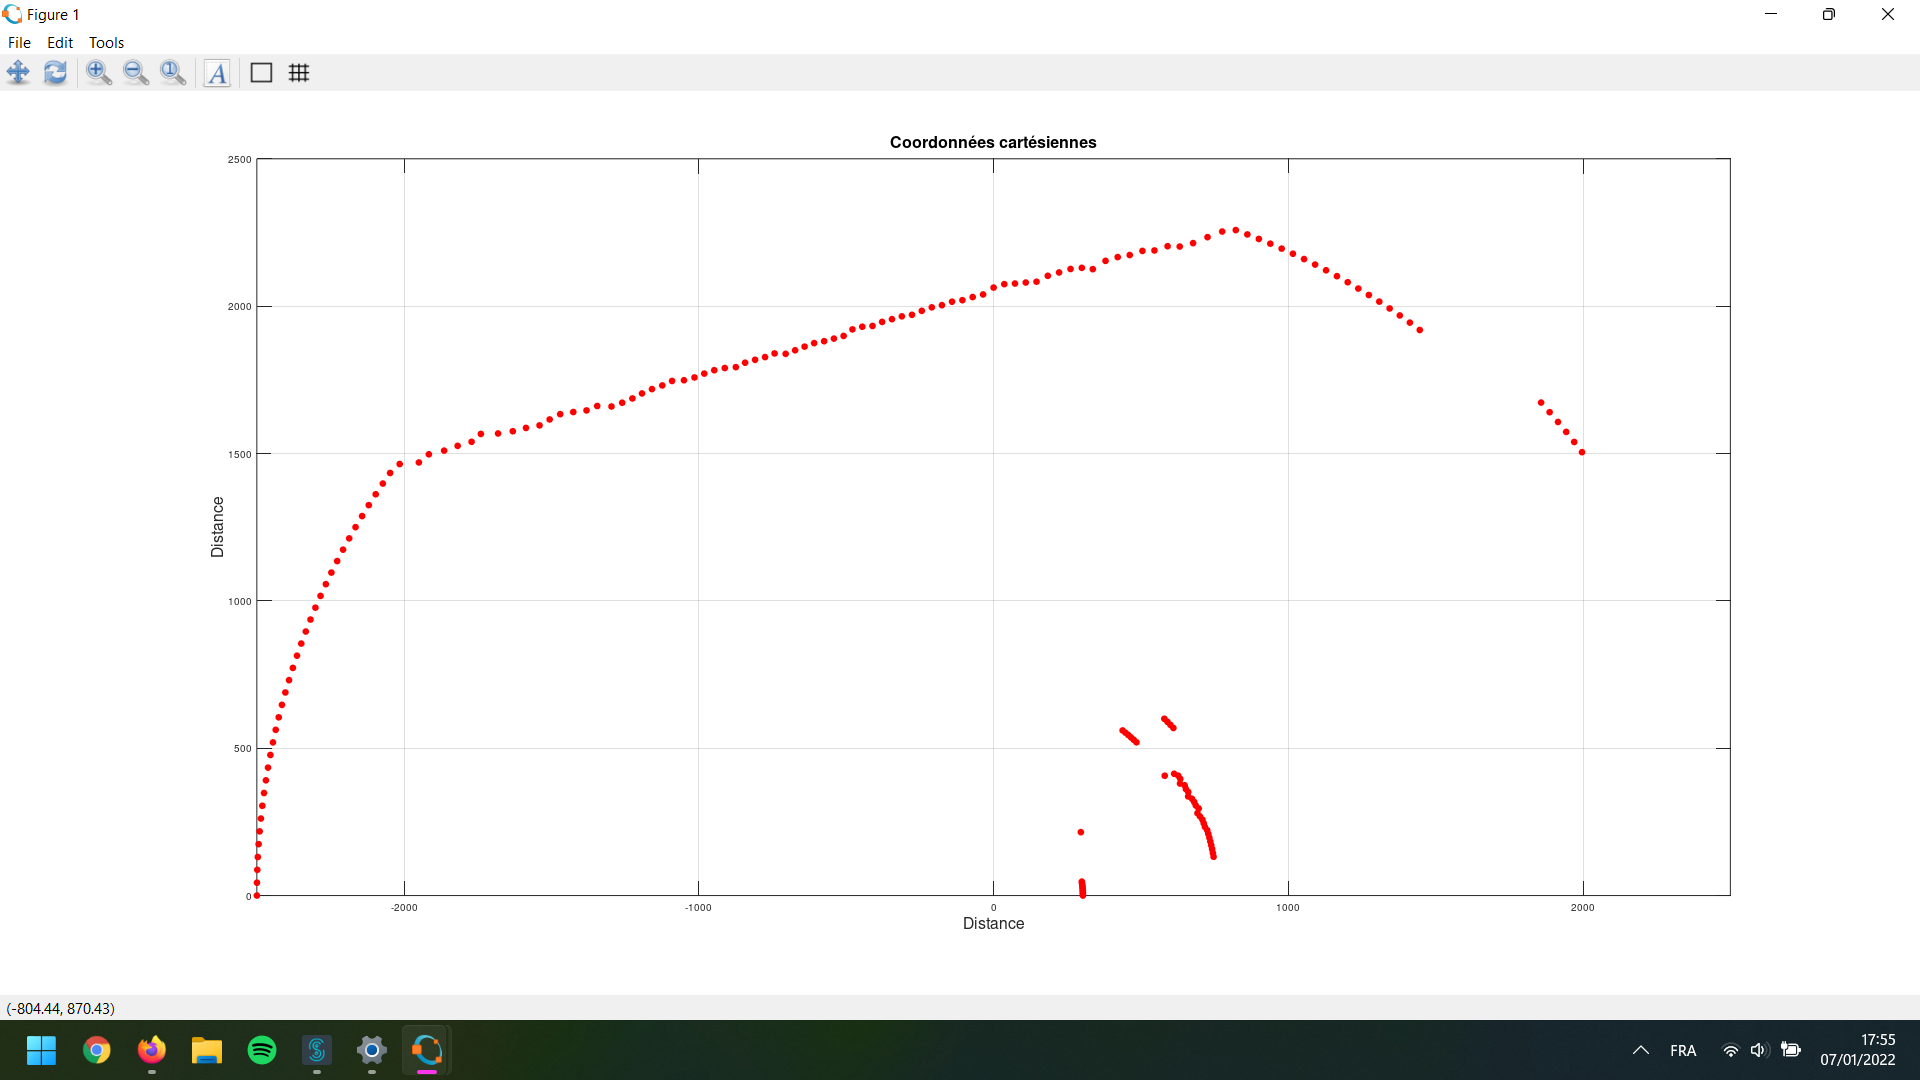 Figure 1
File Edit Tools
1
A
Coordonnées cartésiennes
2500
2000
1500
1000
500
0
Distance
-2000 -1000 0 1000 2000
Distance
(-804.44, 870.43)
FRA
17:55
07/01/2022